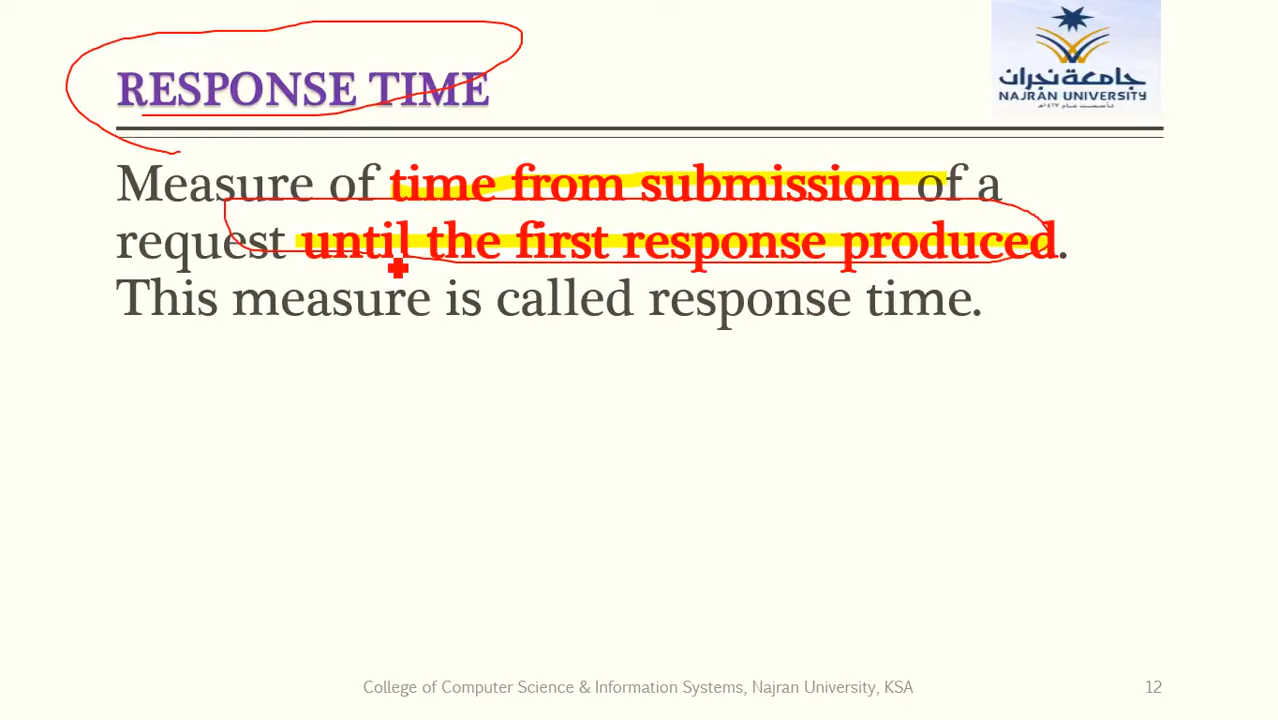 RESPONSE TIME
جامعة نجران
NAJRAN UNIVERSITY
Measure of time from submission of a
request until the first response produced.
This measure is called response time.
College of Computer Science & Information Systems, Najran University, KSA
12